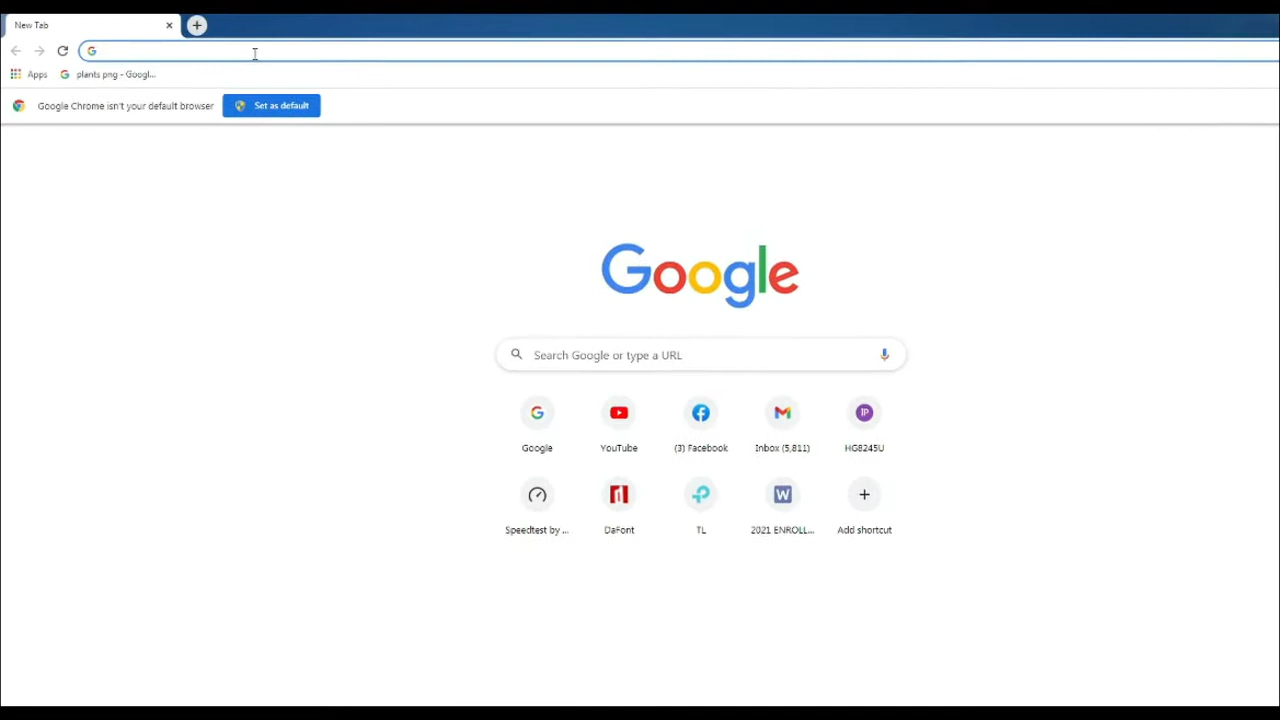 New Tab
Apps plants png - Googl...
Google Chrome isn't your default browser Set as default
Google
Search Google or type a URL
Google YouTube (3) Facebook Inbox (5,811) HG8245U
Speedtest by ... DaFont TL 2021 ENROLL... Add shortcut